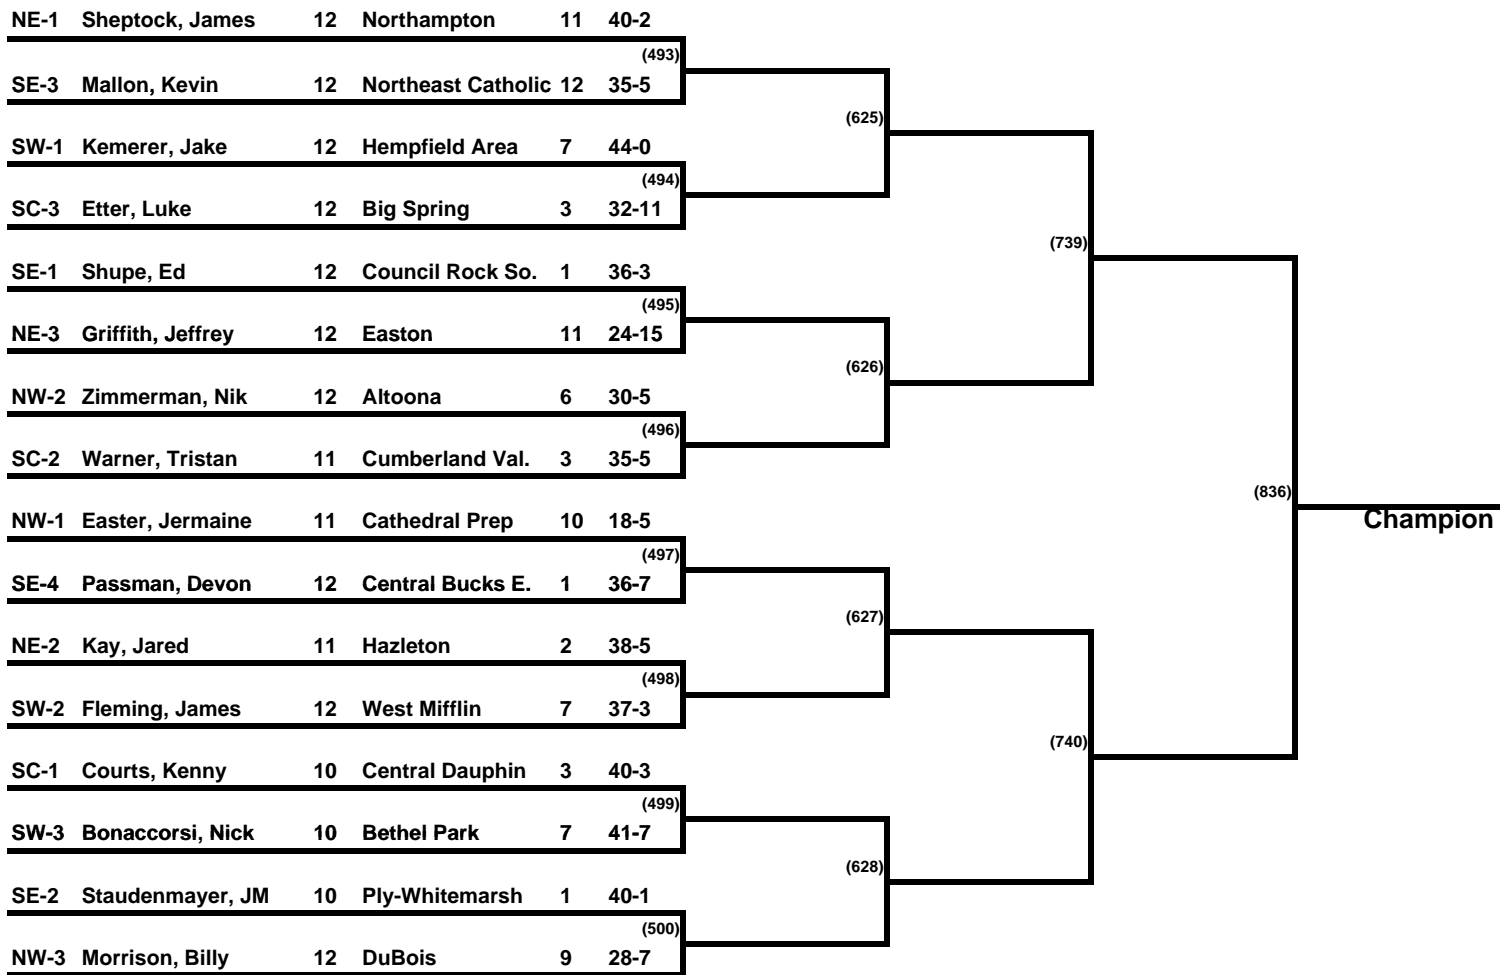 NE-1 Sheptock, James 12 Northampton 11 40-2
(493)
SE-3 Mallon, Kevin 12 Northeast Catholic 12 35-5
(625)
SW-1 Kemerer, Jake 12 Hempfield Area 7 44-0
(494)
SC-3 Etter, Luke 12 Big Spring 3 32-11
(739)
SE-1 Shupe, Ed 12 Council Rock So. 1 36-3
(495)
NE-3 Griffith, Jeffrey 12 Easton 11 24-15
(626)
NW-2 Zimmerman, Nik 12 Altoona 6 30-5
(496)
SC-2 Warner, Tristan 11 Cumberland Val. 3 35-5
(836)
Champion
NW-1 Easter, Jermaine 11 Cathedral Prep 10 18-5
(497)
SE-4 Passman, Devon 12 Central Bucks E. 1 36-7
(627)
NE-2 Kay, Jared 11 Hazleton 2 38-5
(498)
SW-2 Fleming, James 12 West Mifflin 7 37-3
(740)
SC-1 Courts, Kenny 10 Central Dauphin 3 40-3
(499)
SW-3 Bonaccorsi, Nick 10 Bethel Park 7 41-7
(628)
SE-2 Staudenmayer, JM 10 Ply-Whitemarsh 1 40-1
(500)
NW-3 Morrison, Billy 12 DuBois 9 28-7